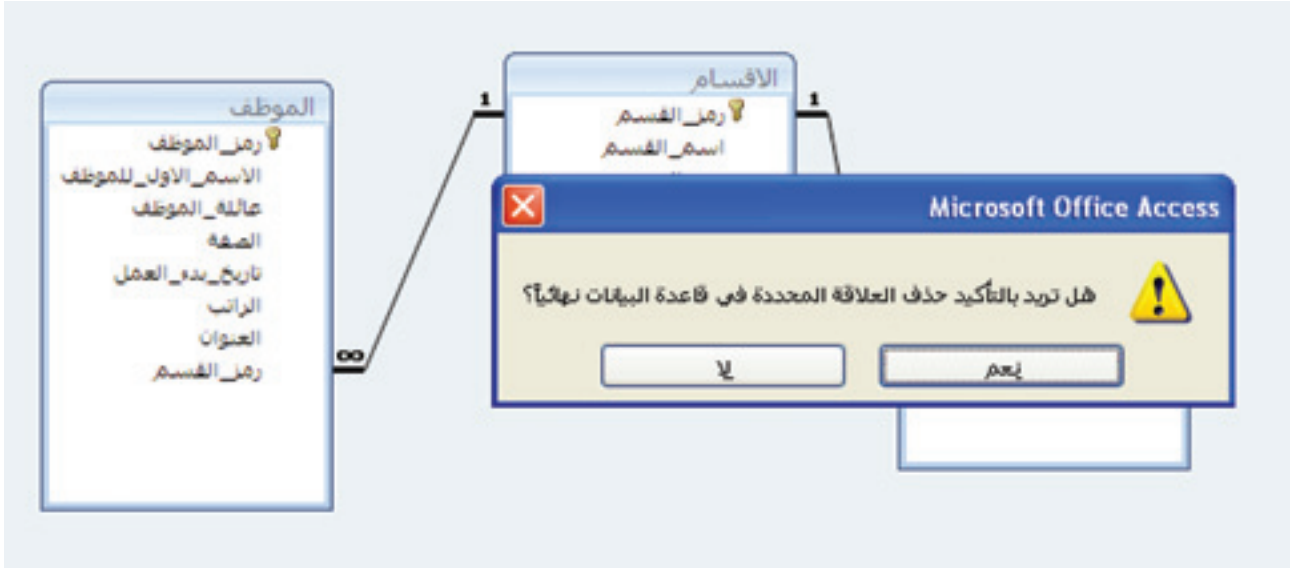 الاقسام
1
1
رمز_القسم
اسم_القسم
الموظف
رمز_الموظف
الاسم_الاول_للموظف
عائلة_الموظف
الصفة
تاريخ_بدء_العمل
الراتب
العنوان
رمز_القسم
∞
Microsoft Office Access
هل تريد بالتأكيد حذف العلاقة المحددة في قاعدة البيانات نهائياً؟
نعم
لا